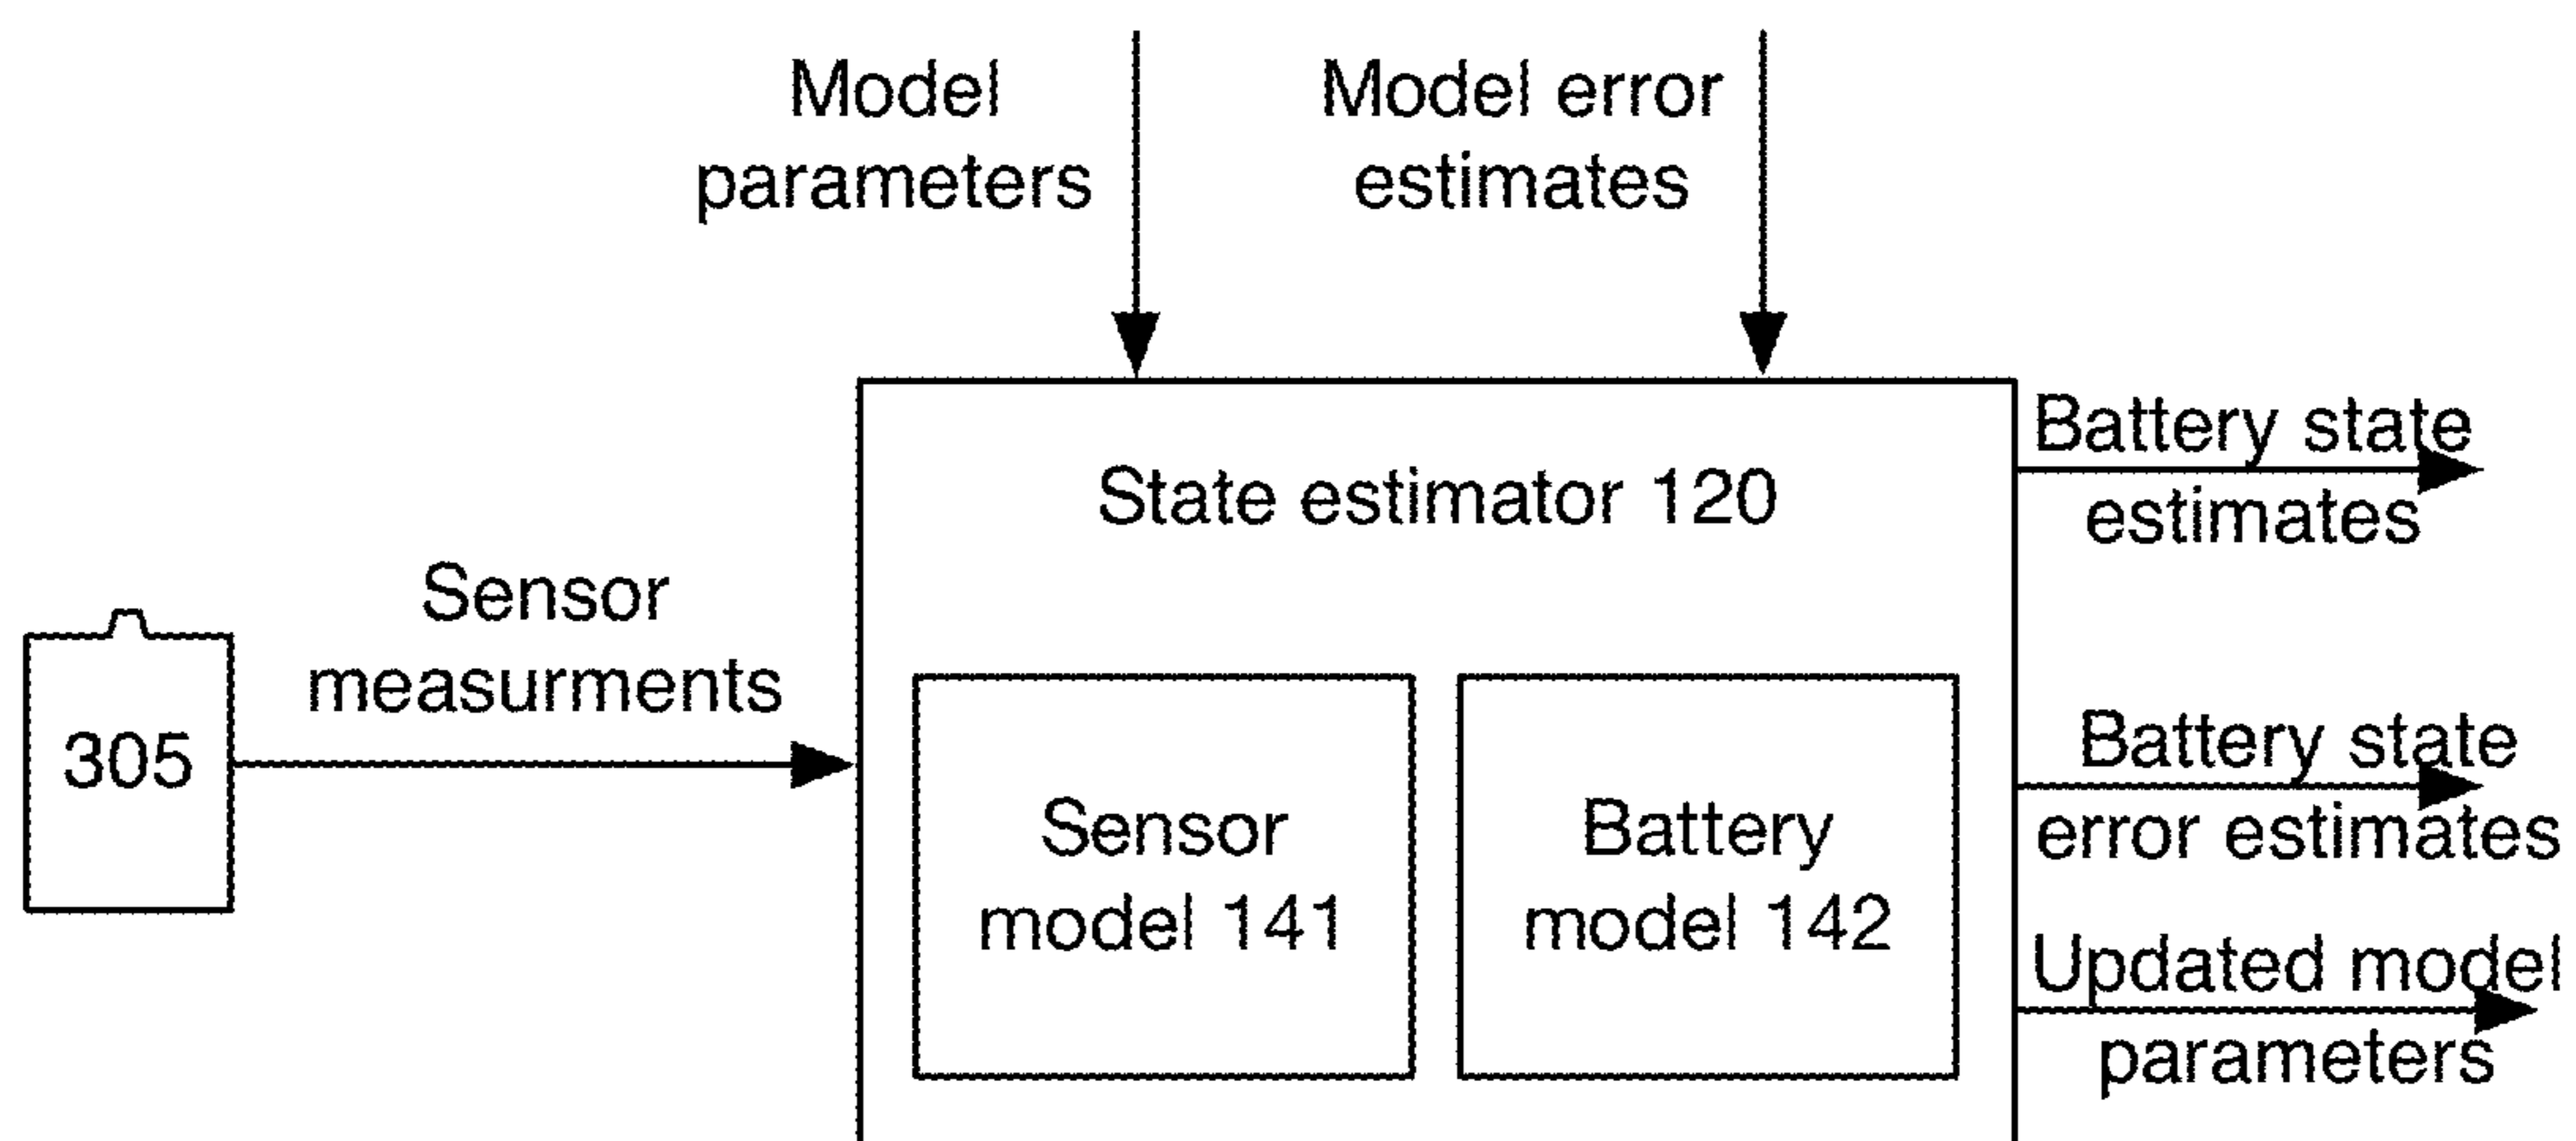 Model
parameters
Model error
estimates
State estimator 120
Battery state
estimates
Sensor
measurments
305
Sensor
model 141
Battery
model 142
Battery state
error estimates
Updated model
parameters